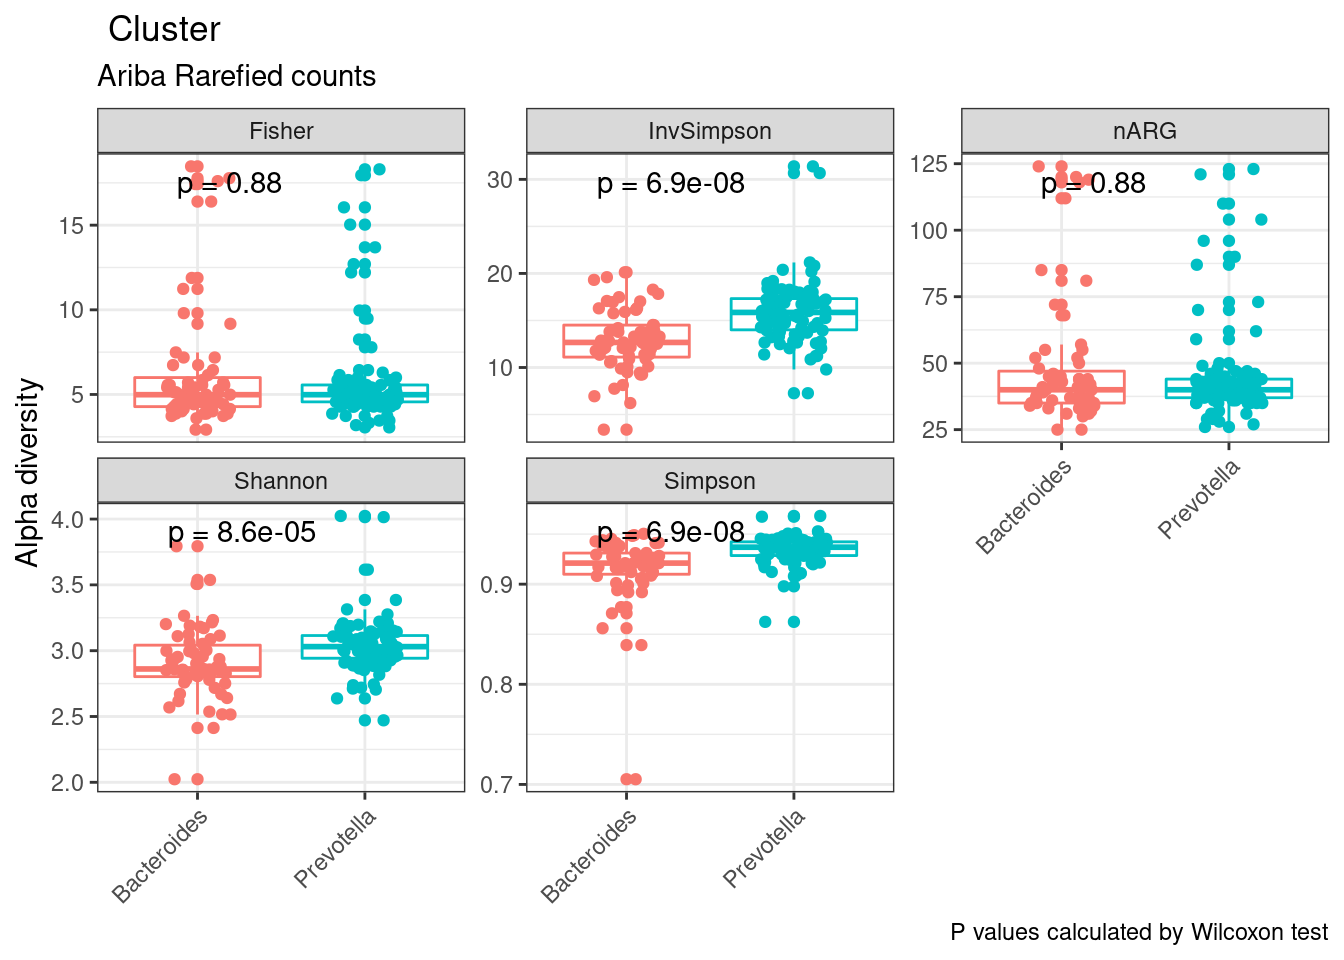 Cluster
Ariba Rarefied counts
Alpha diversity
Fisher
p = 0.88
15
10
5
InvSimpson
p = 6.9e-08
30
20
10
nARG
p = 0.88
125
100
75
50
25
Bacteroides
Prevotella
Shannon
p = 8.6e-05
4.0
3.5
3.0
2.5
2.0
Bacteroides
Prevotella
Simpson
p = 6.9e-08
0.9
0.8
0.7
Bacteroides
Prevotella
P values calculated by Wilcoxon test